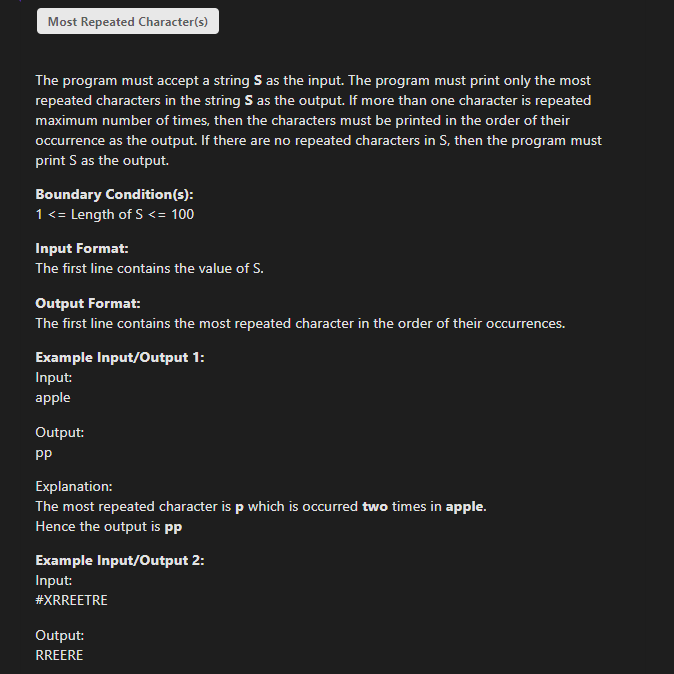 Most Repeated Character(s)
The program must accept a string S as the input. The program must print only the most
repeated characters in the string S as the output. If more than one character is repeated
maximum number of times, then the characters must be printed in the order of their
occurrence as the output. If there are no repeated characters in S, then the program must
print S as the output.
Boundary Condition(s):
1 <= Length of S <= 100
Input Format:
The first line contains the value of S.
Output Format:
The first line contains the most repeated character in the order of their occurrences.
Example Input/Output 1:
Input:
apple
Output:
pp
Explanation:
The most repeated character is p which is occurred two times in apple.
Hence the output is pp
Example Input/Output 2:
Input:
#XRREETRE
Output:
RREERE